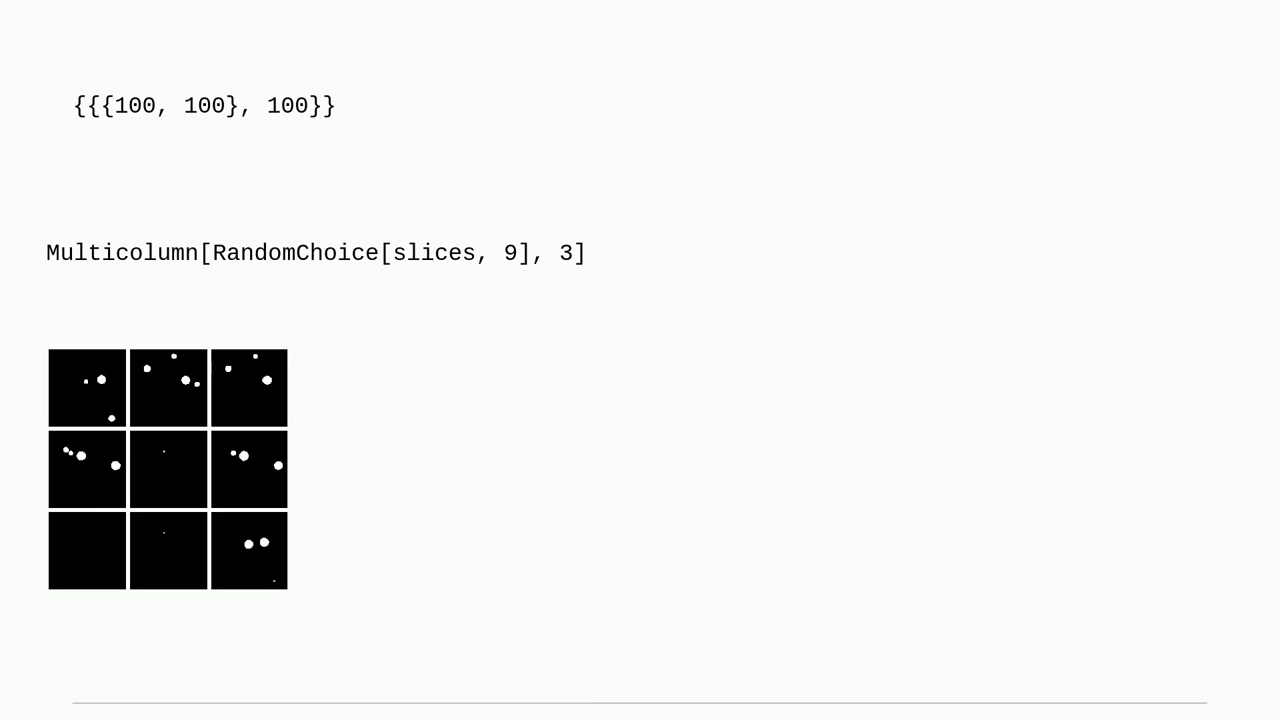 {{{100, 100}, 100}}
Multicolumn[RandomChoice[slices, 9], 3]